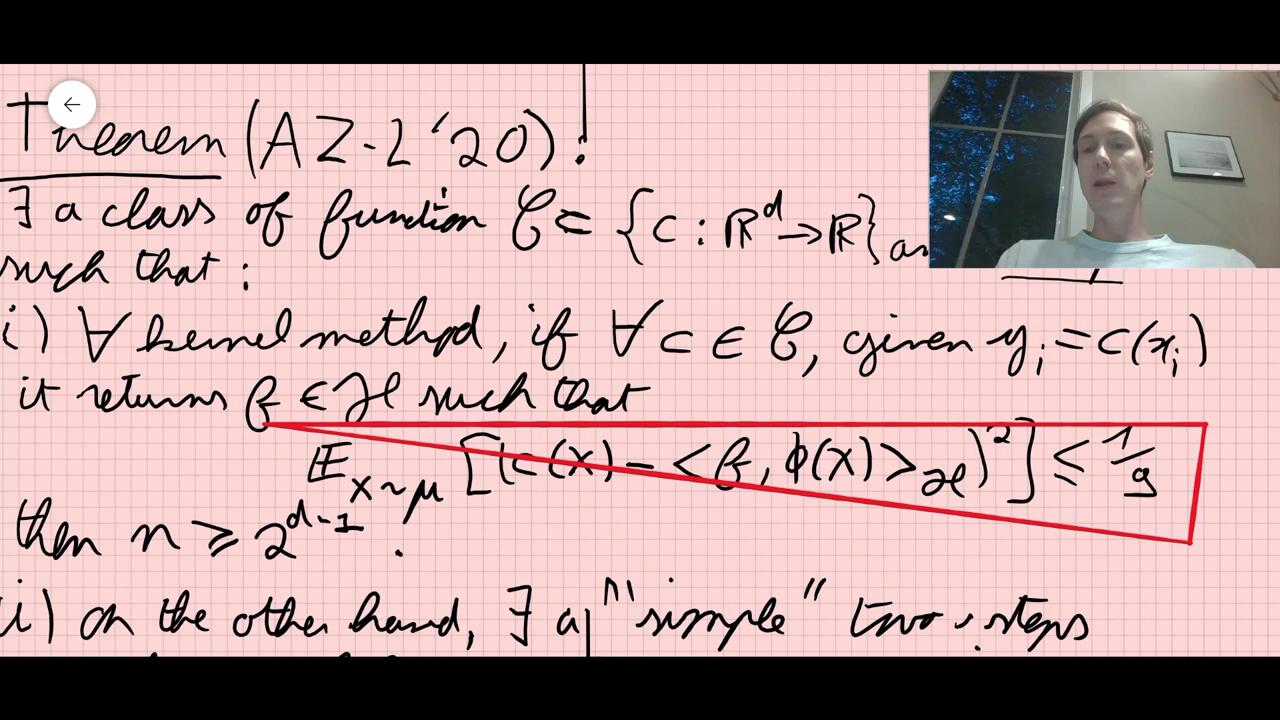 Theorem (AZ-L '20):
∃ a class of function C ⊂ {c : ℝ^d → ℝ}
such that :
i) ∀ kernel method, if ∀ c ∈ C, given y_i = c(x_i)
it returns f ∈ H such that
E_{x∼μ} [(c(x) - <f, φ(x)>_H)^2] ≤ 1/9
then n ≥ 2^{d-1}.
ii) On the other hand, ∃ a "simple" two-steps